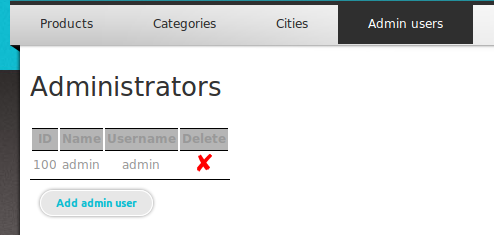 Products Categories Cities Admin users
Administrators
ID Name Username Delete
100 admin admin ✘
Add admin user